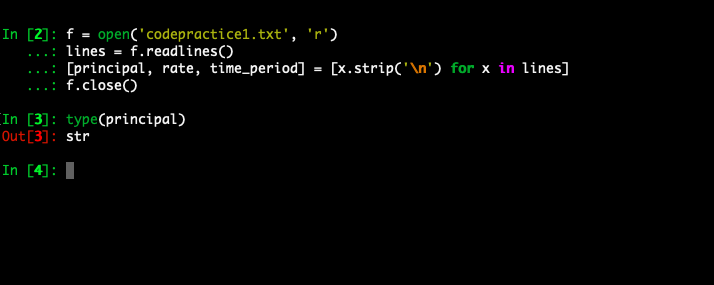 In [2]: f = open('codepractice1.txt', 'r')
   ...: lines = f.readlines()
   ...: [principal, rate, time_period] = [x.strip('\n') for x in lines]
   ...: f.close()
In [3]: type(principal)
Out[3]: str
In [4]: